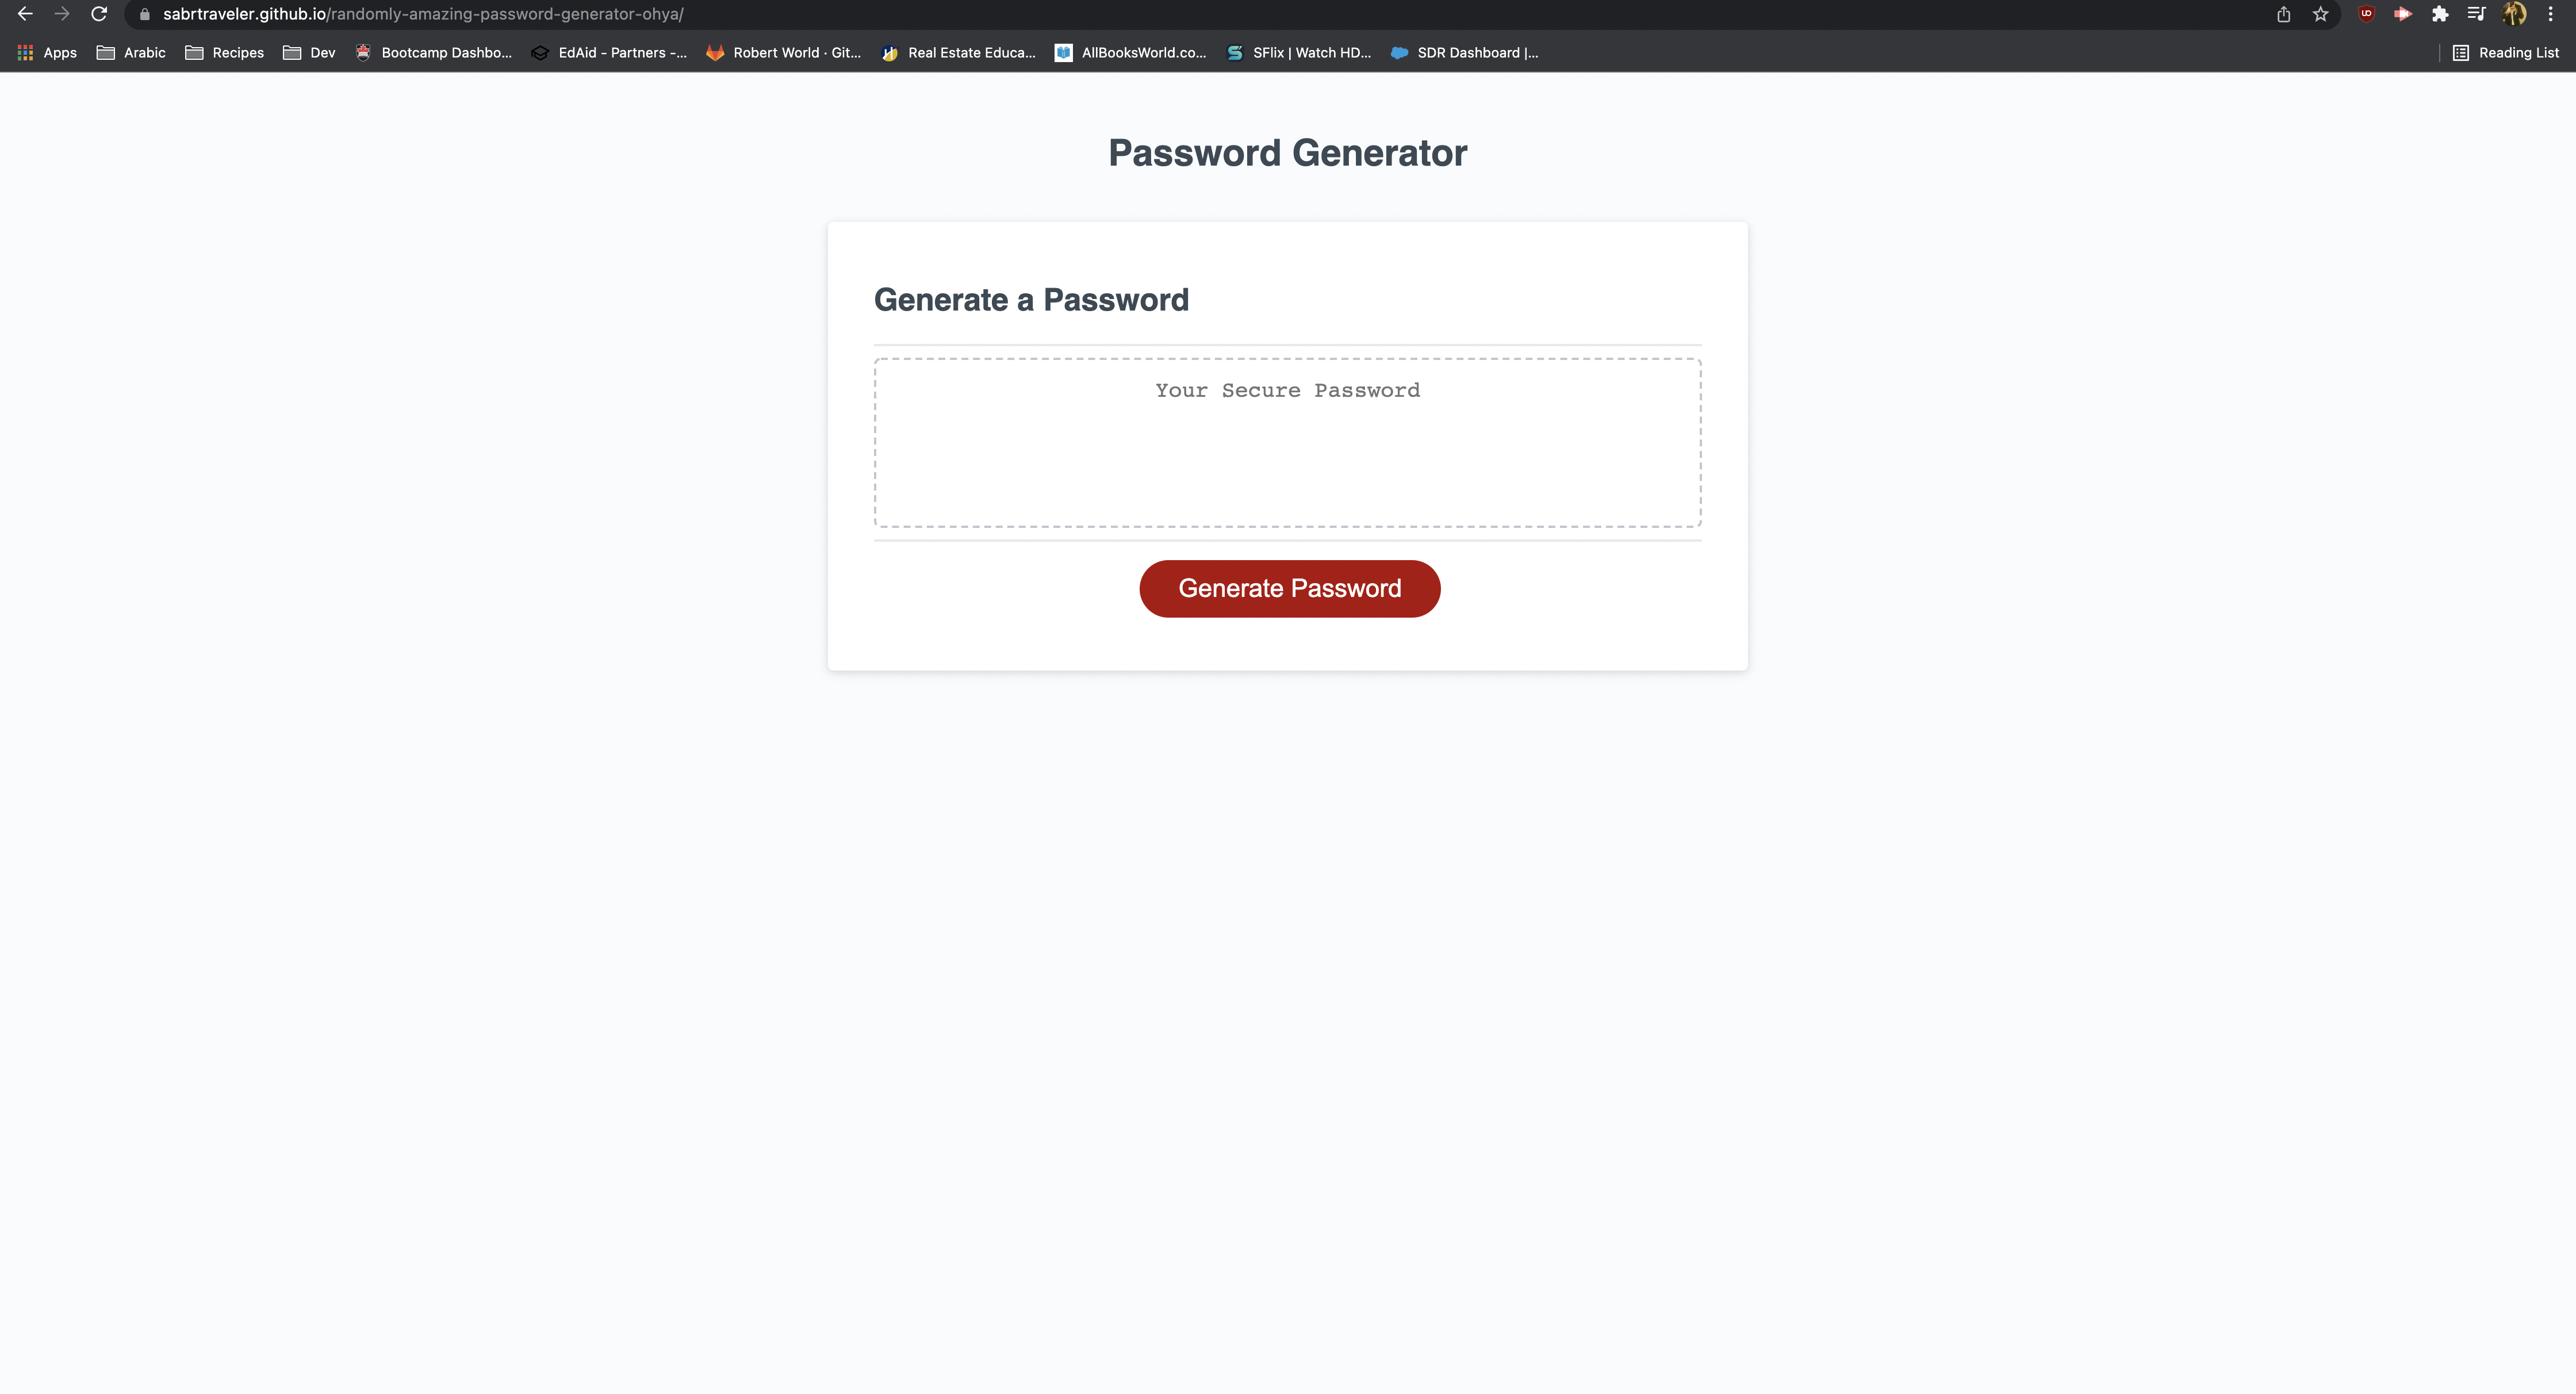 sabrtraveler.github.io/randomly-amazing-password-generator-ohya/
Apps Arabic Recipes Dev Bootcamp Dashbo... EdAid - Partners -... Robert World · Git... Real Estate Educa... AllBooksWorld.co... SFlix | Watch HD... SDR Dashboard |... Reading List
Password Generator
Generate a Password
Your Secure Password
Generate Password